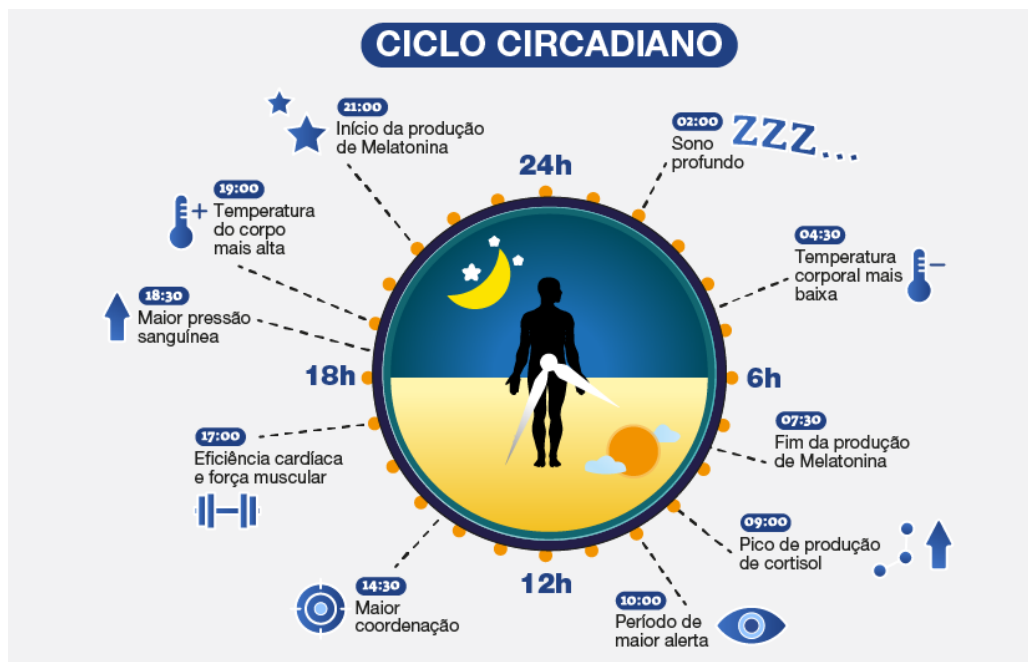 CICLO CIRCADIANO
21:00
Início da produção
de Melatonina
02:00
Sono
profundo
ZZZ...
24h
19:00
Temperatura
do corpo
mais alta
04:30
Temperatura
corporal mais
baixa
18:30
Maior pressão
sanguínea
18h
6h
17:00
Eficiência cardíaca
e força muscular
07:30
Fim da produção
de Melatonina
09:00
Pico de produção
de cortisol
12h
14:30
Maior
coordenação
10:00
Período de
maior alerta